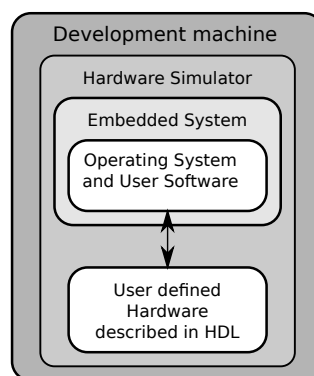 Development machine
Hardware Simulator
Embedded System
Operating System
and User Software
User defined
Hardware
described in HDL